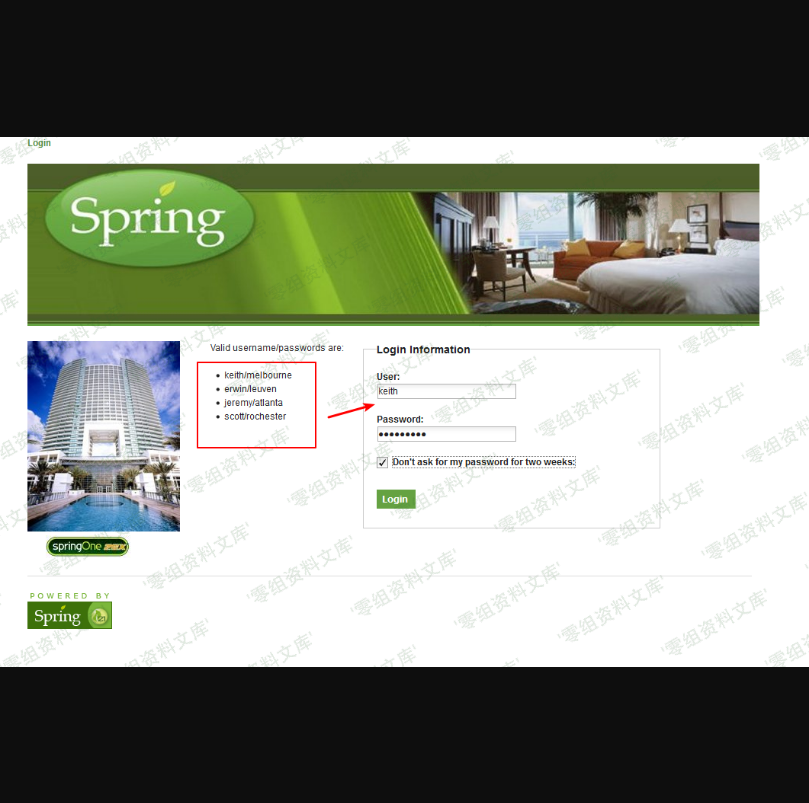 Login
Spring
Valid username/passwords are:
keith/melbourne
erwin/leuven
jeremy/atlanta
scott/rochester
Login Information
User:
keith
Password:
•••••••••
Don't ask for my password for two weeks:
Login
springOne 2GX
POWERED BY
Spring
'零组资料文库'